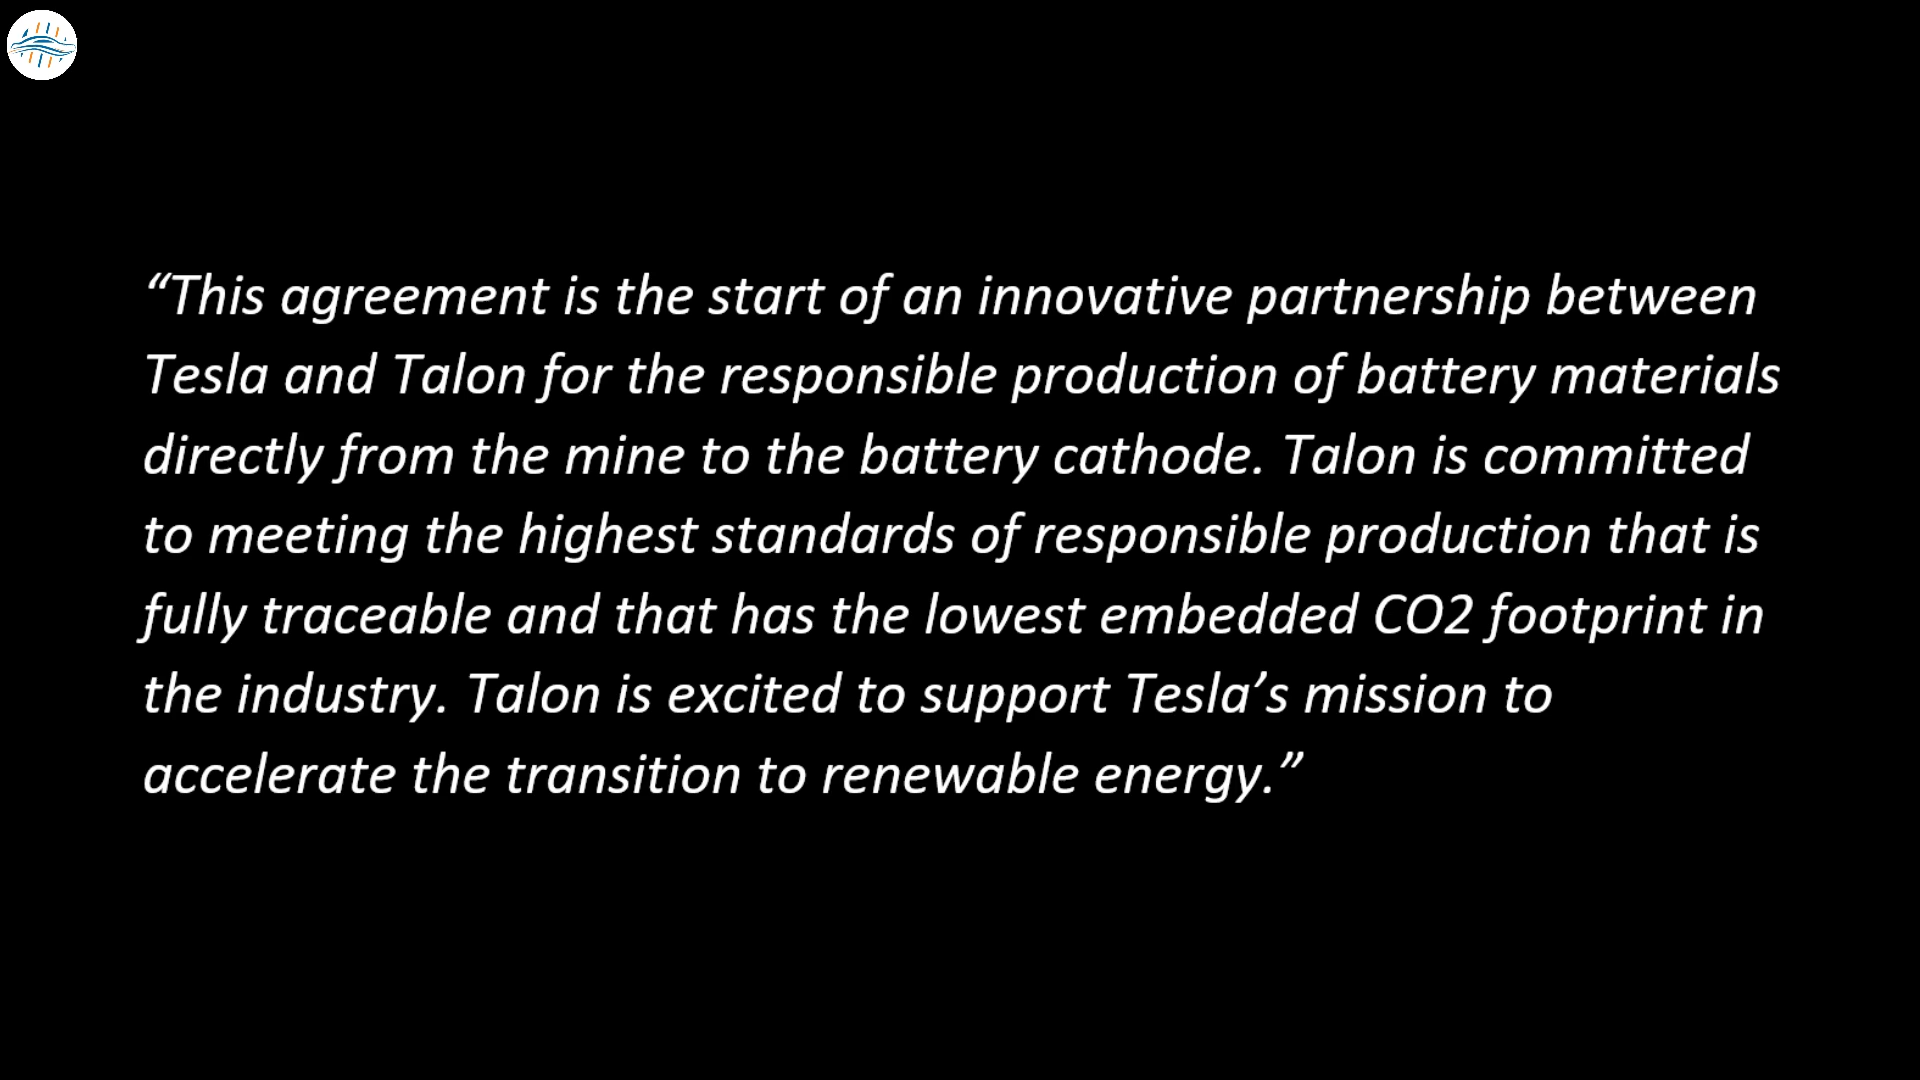 “This agreement is the start of an innovative partnership between
Tesla and Talon for the responsible production of battery materials
directly from the mine to the battery cathode. Talon is committed
to meeting the highest standards of responsible production that is
fully traceable and that has the lowest embedded CO2 footprint in
the industry. Talon is excited to support Tesla’s mission to
accelerate the transition to renewable energy.”